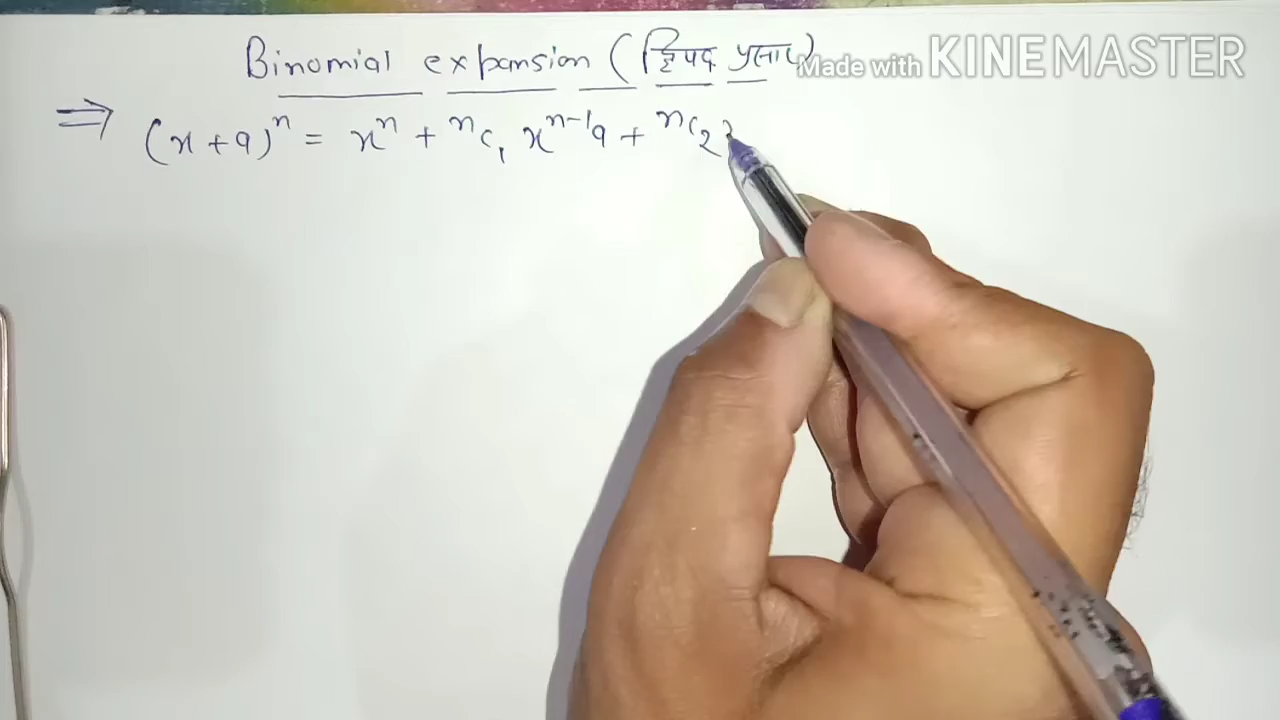 Binomial expansion (द्विपद प्रसार)
Made with KINEMASTER
⇒ (x+a)ⁿ = xⁿ + ⁿC₁ xⁿ⁻¹a + ⁿC₂